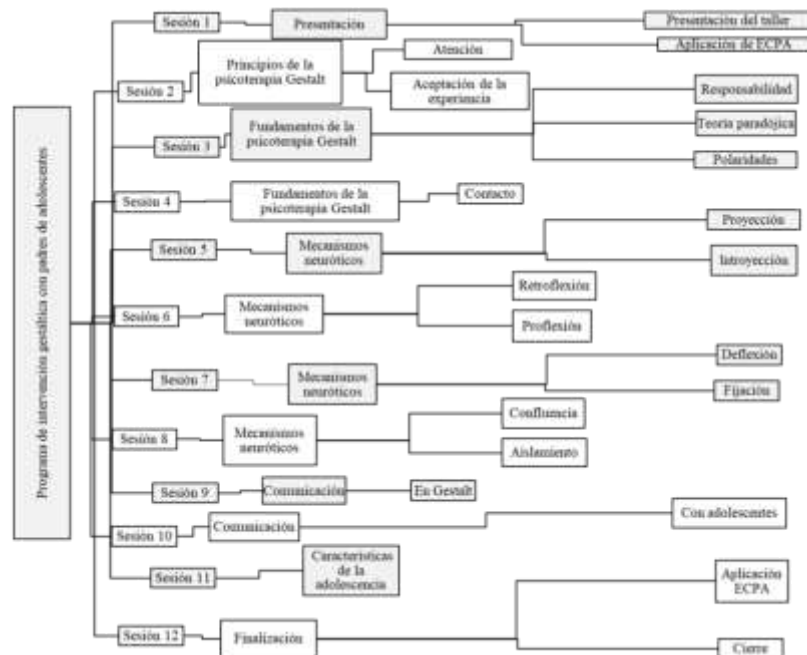 Programa de intervención gestáltica con padres de adolescentes
Sesión 1
Presentación
Presentación del taller
Aplicación de ECPA
Sesión 2
Principios de la
psicoterapia Gestalt
Atención
Aceptación de la
experiencia
Sesión 3
Fundamentos de la
psicoterapia Gestalt
Responsabilidad
Teoría paradójica
Polaridades
Sesión 4
Fundamentos de la
psicoterapia Gestalt
Contacto
Sesión 5
Mecanismos
neuróticos
Proyección
Introyección
Sesión 6
Mecanismos
neuróticos
Retroflexión
Proflexión
Sesión 7
Mecanismos
neuróticos
Deflexión
Fijación
Sesión 8
Mecanismos
neuróticos
Confluencia
Aislamiento
Sesión 9
Comunicación
En Gestalt
Sesión 10
Comunicación
Con adolescentes
Sesión 11
Características
de la
adolescencia
Sesión 12
Finalización
Aplicación
ECPA
Cierre